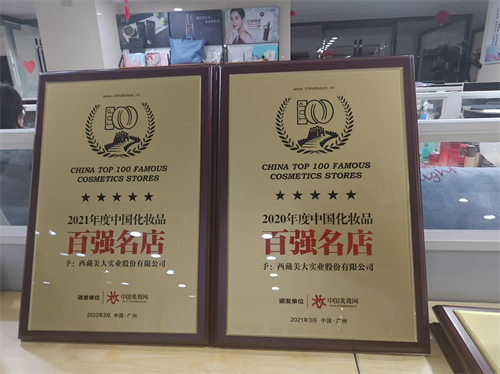 www.chinabeauty.cn
100
CHINA TOP 100 FAMOUS
COSMETICS STORES
★★★★★
2021年度中国化妆品
百强名店
予：西藏美大实业股份有限公司
颁发单位
中国美妆网
2022年3月 中国·广州
www.chinabeauty.cn
100
CHINA TOP 100 FAMOUS
COSMETICS STORES
★★★★★
2020年度中国化妆品
百强名店
予：西藏美大实业股份有限公司
颁发单位
中国美妆网
2021年3月 中国·广州